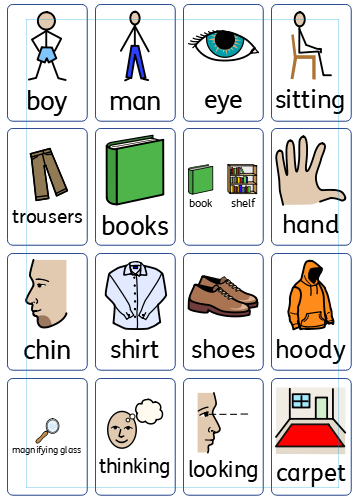 boy man eye sitting
trousers books book shelf hand
chin shirt shoes hoody
magnifying glass thinking looking carpet